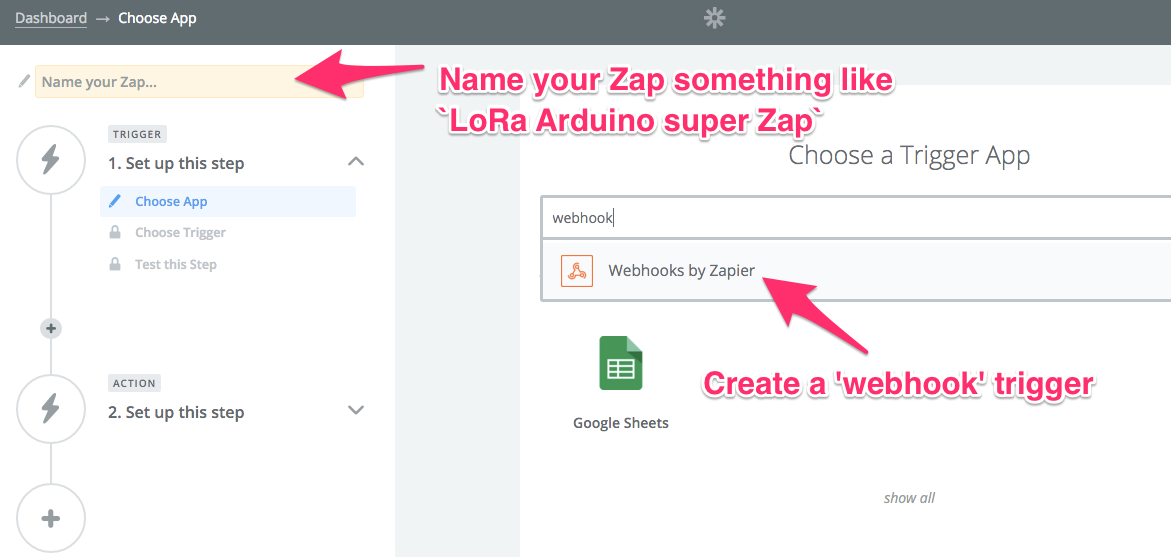 Dashboard → Choose App
Name your Zap...
Name your Zap something like
`LoRa Arduino super Zap`
TRIGGER
1. Set up this step
Choose App
Choose Trigger
Test this Step
ACTION
2. Set up this step
Choose a Trigger App
webhook
Webhooks by Zapier
Create a 'webhook' trigger
Google Sheets
show all